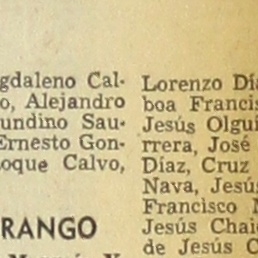 gdaleno Cal-
o, Alejandro
undino Sau-
Ernesto Gon-
oque Calvo,
RANGO
Lorenzo Día
boa Francis
Jesús Olguí
rrera, José
Díaz, Cruz
Nava, Jesús
Francisco M
Jesús Chai
de Jesús C